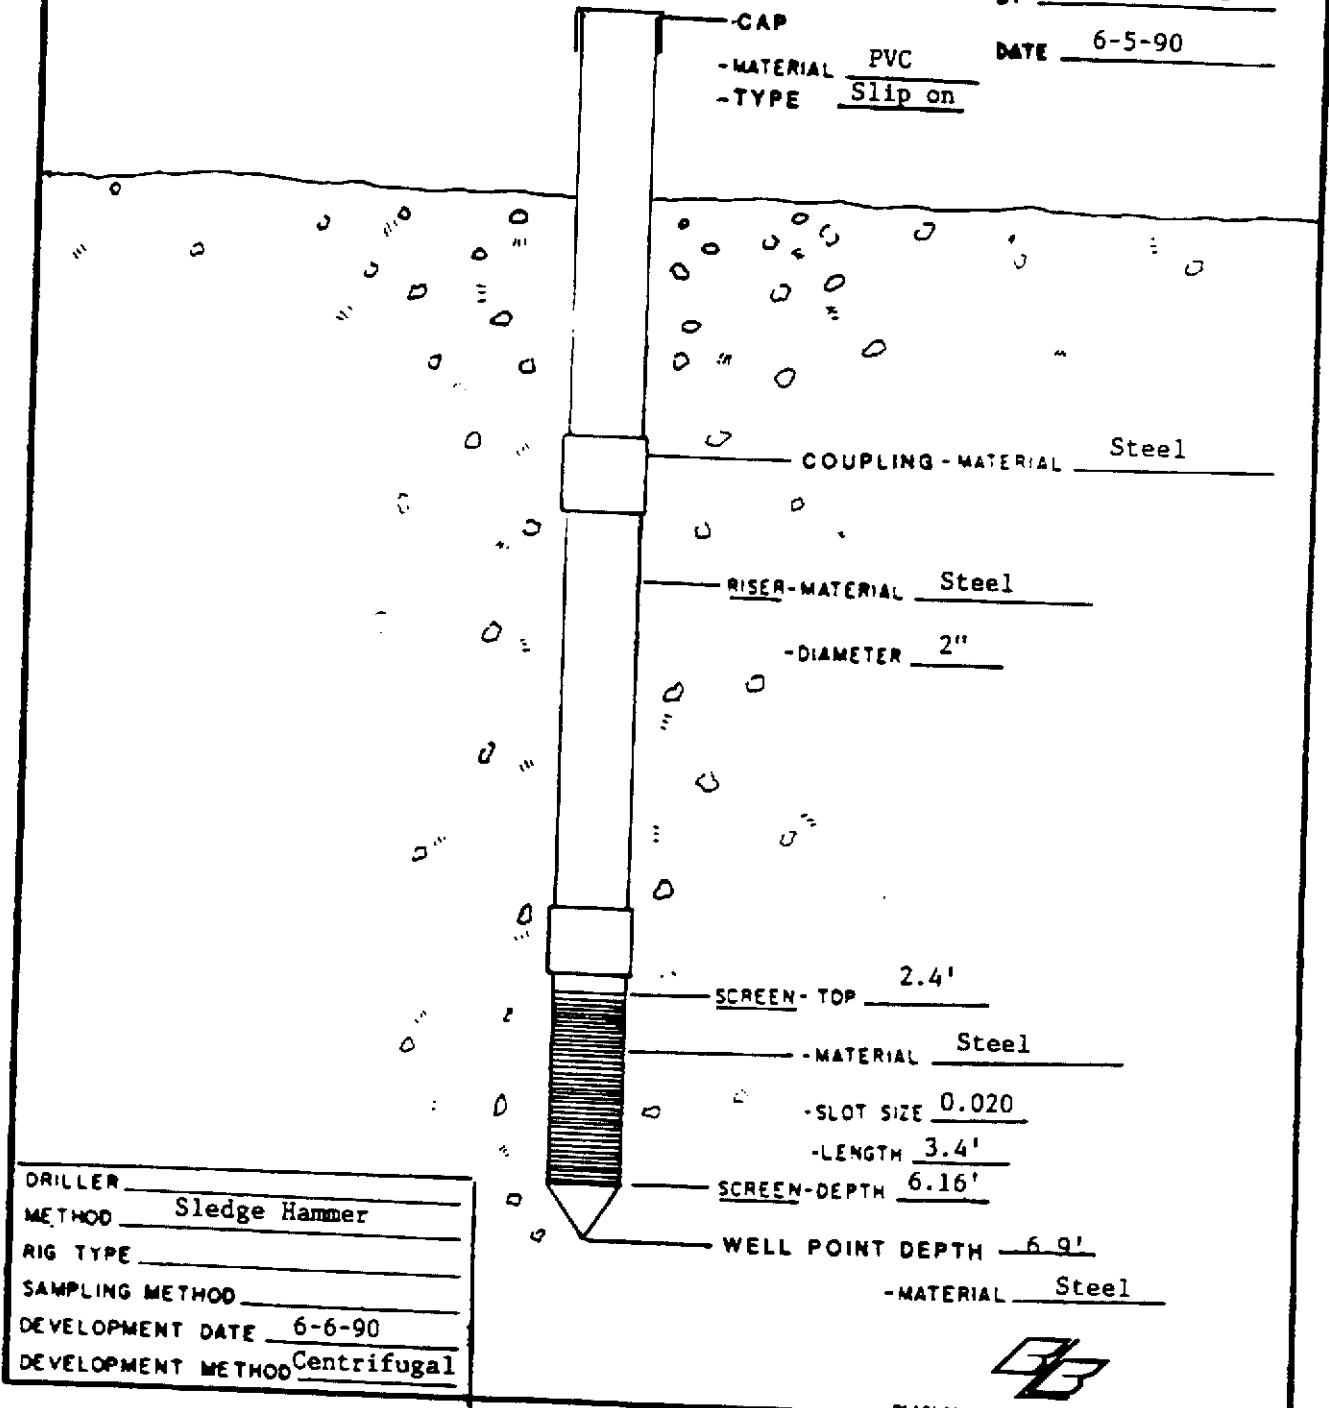 -CAP
DATE 6-5-90
-MATERIAL PVC
-TYPE Slip on
COUPLING-MATERIAL Steel
RISER-MATERIAL Steel
-DIAMETER 2"
SCREEN- TOP 2.4'
-MATERIAL Steel
-SLOT SIZE 0.020
-LENGTH 3.4'
SCREEN-DEPTH 6.16'
WELL POINT DEPTH 6.9'
-MATERIAL Steel
DRILLER
METHOD Sledge Hammer
RIG TYPE
SAMPLING METHOD
DEVELOPMENT DATE 6-6-90
DEVELOPMENT METHOD Centrifugal